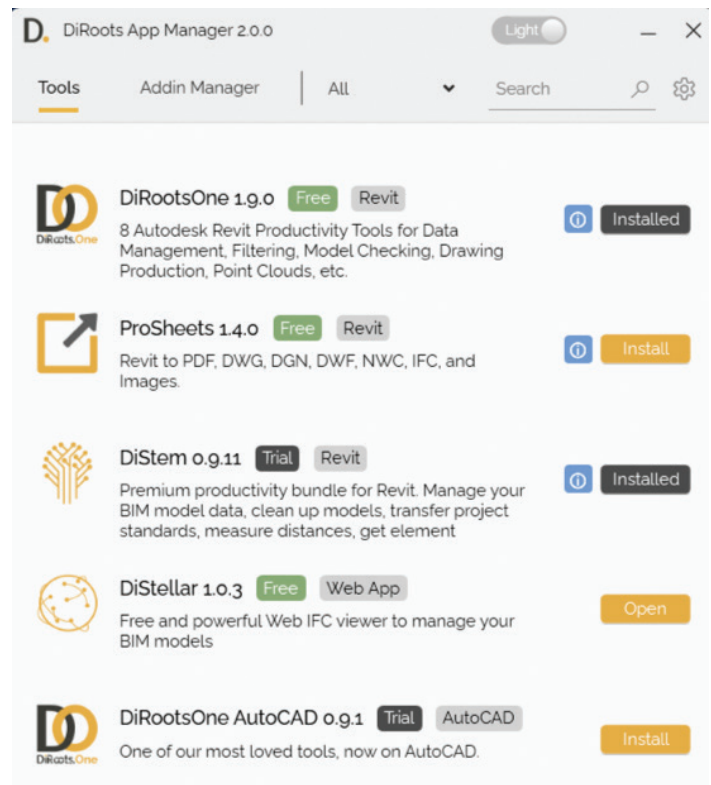 D. DiRoots App Manager 2.0.0 Light
Tools Addin Manager All Search
DiRoots.One
DiRootsOne 1.9.0 Free Revit
8 Autodesk Revit Productivity Tools for Data
Management, Filtering, Model Checking, Drawing
Production, Point Clouds, etc.
Installed
ProSheets 1.4.0 Free Revit
Revit to PDF, DWG, DGN, DWF, NWC, IFC, and
Images.
Install
DiStem 0.9.11 Trial Revit
Premium productivity bundle for Revit. Manage your
BIM model data, clean up models, transfer project
standards, measure distances, get element
Installed
DiStellar 1.0.3 Free Web App
Free and powerful Web IFC viewer to manage your
BIM models
Open
DiRoots.One
DiRootsOne AutoCAD 0.9.1 Trial AutoCAD
One of our most loved tools, now on AutoCAD.
Install